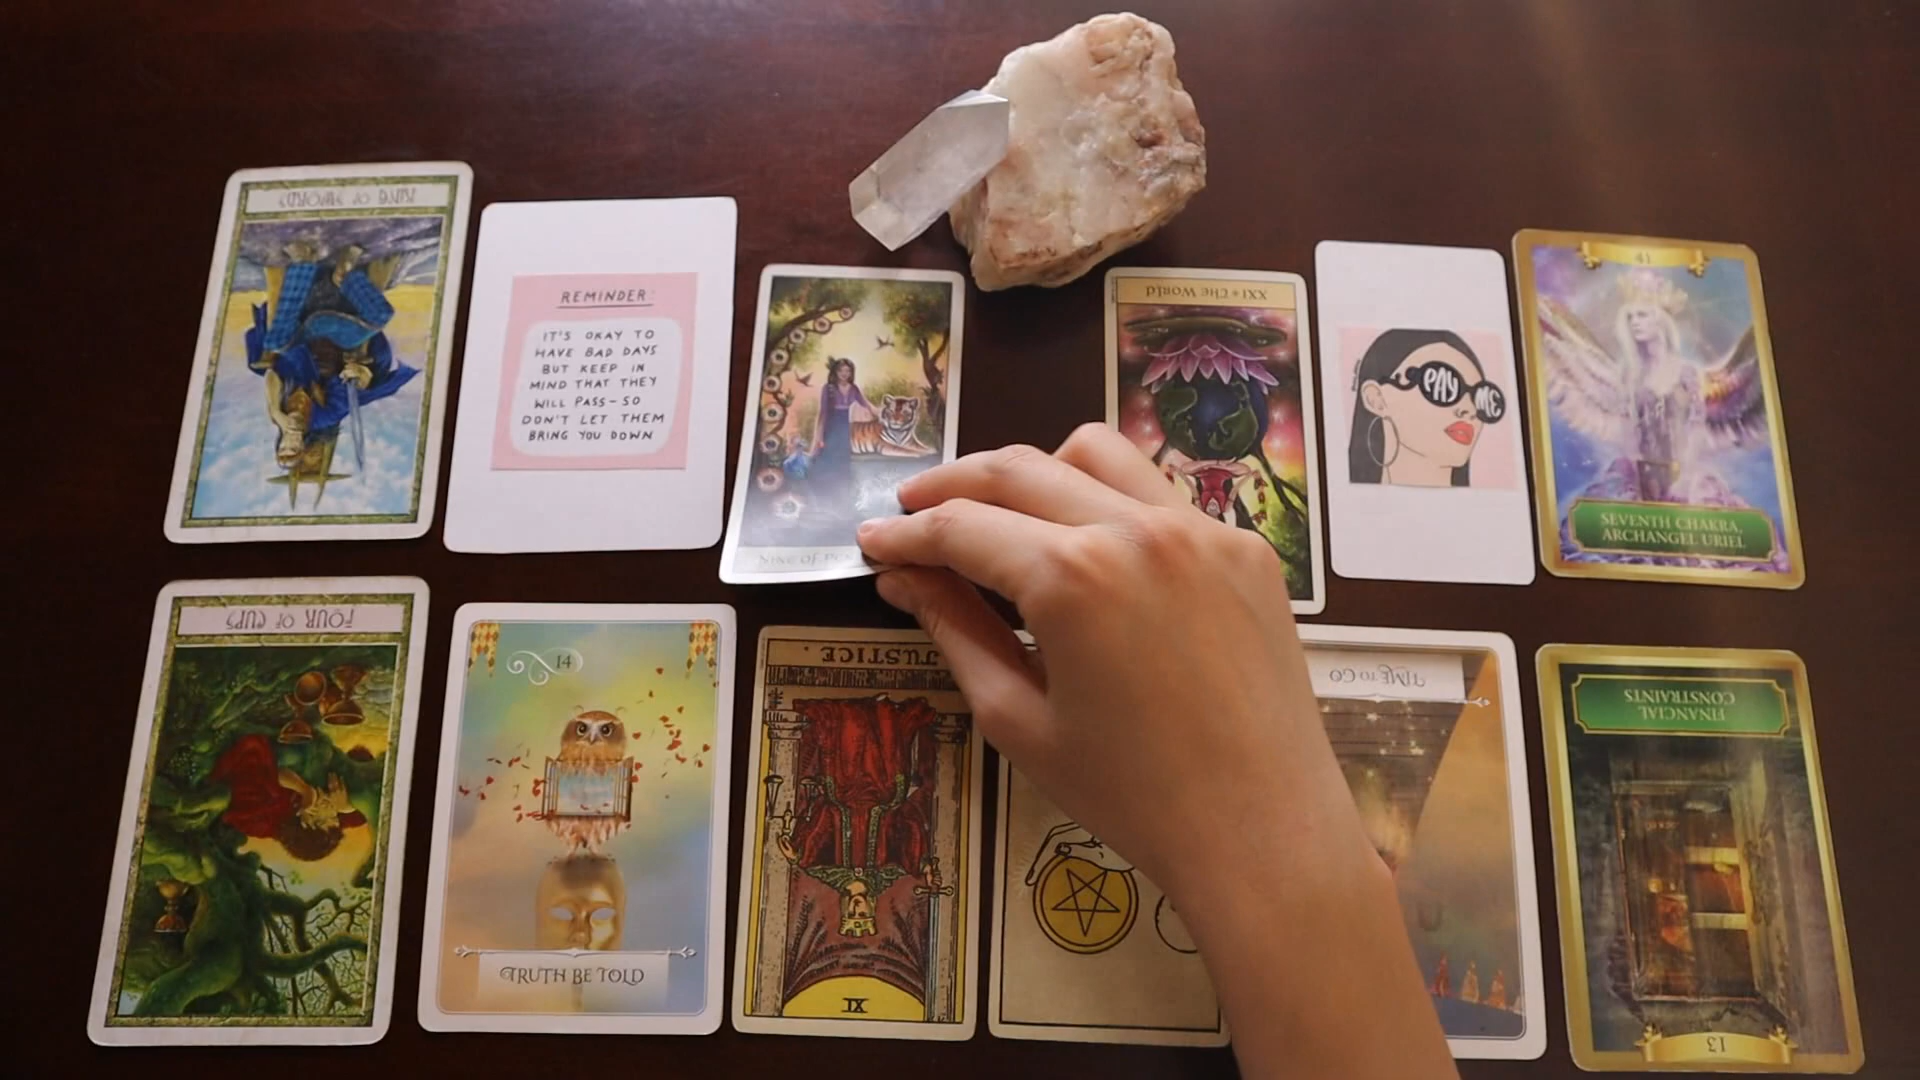 KING OF SWORDS
REMINDER:
IT'S OKAY TO
HAVE BAD DAYS
BUT KEEP IN
MIND THAT THEY
WILL PASS-SO
DON'T LET THEM
BRING YOU DOWN
NINE OF
XXI • The World
PAY
ME
41
SEVENTH CHAKRA,
ARCHANGEL URIEL
FOUR OF CUPS
14
TRUTH BE TOLD
JUSTICE.
XI
TIME TO GO
FINANCIAL
CONSTRAINTS
13